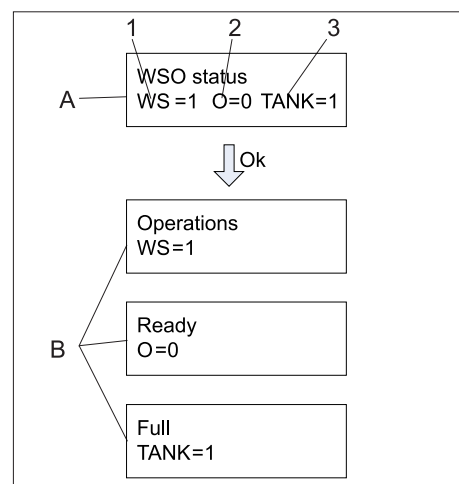 1 2 3
WSO status
A
WS =1 O=0 TANK=1
Ok
Operations
WS=1
Ready
B
O=0
Full
TANK=1